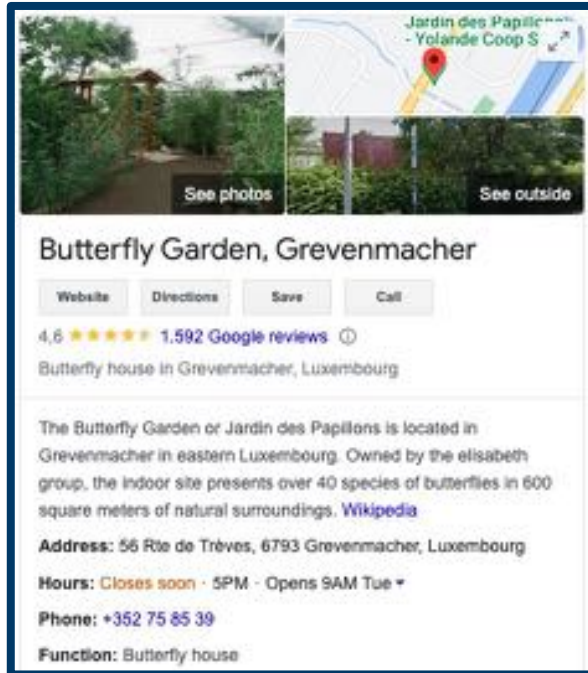 Jardin des Papillons
- Yolande Coop S
See photos
See outside
Butterfly Garden, Grevenmacher
Website Directions Save Call
4,6 1.592 Google reviews
Butterfly house in Grevenmacher, Luxembourg
The Butterfly Garden or Jardin des Papillons is located in
Grevenmacher in eastern Luxembourg. Owned by the elisabeth
group, the indoor site presents over 40 species of butterflies in 600
square meters of natural surroundings. Wikipedia
Address: 56 Rte de Trèves, 6793 Grevenmacher, Luxembourg
Hours: Closes soon · 5PM · Opens 9AM Tue
Phone: +352 75 85 39
Function: Butterfly house